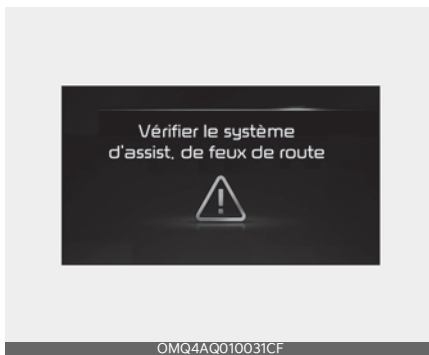 Vérifier le système
d'assist, de feux de route
OMQ4AQ010031CF